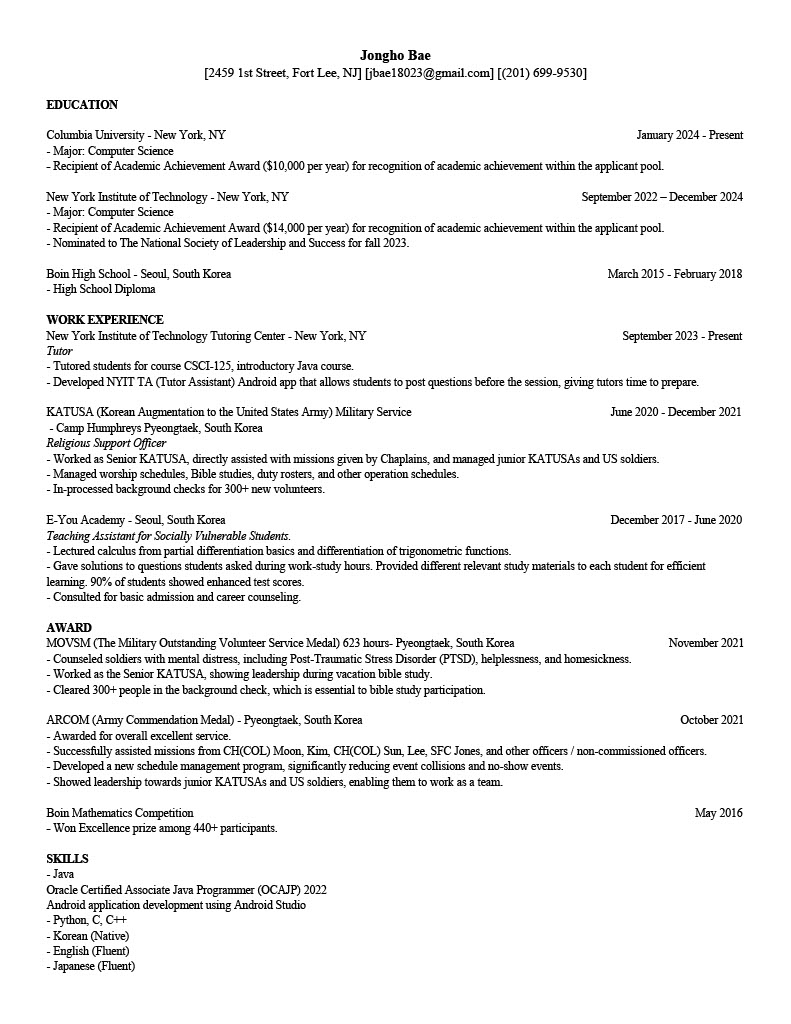 Jongho Bae
[2459 1st Street, Fort Lee, NJ] [jbae18023@gmail.com] [(201) 699-9530]
EDUCATION
Columbia University - New York, NY January 2024 - Present
- Major: Computer Science
- Recipient of Academic Achievement Award ($10,000 per year) for recognition of academic achievement within the applicant pool.
New York Institute of Technology - New York, NY September 2022 – December 2024
- Major: Computer Science
- Recipient of Academic Achievement Award ($14,000 per year) for recognition of academic achievement within the applicant pool.
- Nominated to The National Society of Leadership and Success for fall 2023.
Boin High School - Seoul, South Korea March 2015 - February 2018
- High School Diploma
WORK EXPERIENCE
New York Institute of Technology Tutoring Center - New York, NY September 2023 - Present
Tutor
- Tutored students for course CSCI-125, introductory Java course.
- Developed NYIT TA (Tutor Assistant) Android app that allows students to post questions before the session, giving tutors time to prepare.
KATUSA (Korean Augmentation to the United States Army) Military Service June 2020 - December 2021
- Camp Humphreys Pyeongtaek, South Korea
Religious Support Officer
- Worked as Senior KATUSA, directly assisted with missions given by Chaplains, and managed junior KATUSAs and US soldiers.
- Managed worship schedules, Bible studies, duty rosters, and other operation schedules.
- In-processed background checks for 300+ new volunteers.
E-You Academy - Seoul, South Korea December 2017 - June 2020
Teaching Assistant for Socially Vulnerable Students.
- Lectured calculus from partial differentiation basics and differentiation of trigonometric functions.
- Gave solutions to questions students asked during work-study hours. Provided different relevant study materials to each student for efficient
learning. 90% of students showed enhanced test scores.
- Consulted for basic admission and career counseling.
AWARD
MOVSM (The Military Outstanding Volunteer Service Medal) 623 hours- Pyeongtaek, South Korea November 2021
- Counseled soldiers with mental distress, including Post-Traumatic Stress Disorder (PTSD), helplessness, and homesickness.
- Worked as the Senior KATUSA, showing leadership during vacation bible study.
- Cleared 300+ people in the background check, which is essential to bible study participation.
ARCOM (Army Commendation Medal) - Pyeongtaek, South Korea October 2021
- Awarded for overall excellent service.
- Successfully assisted missions from CH(COL) Moon, Kim, CH(COL) Sun, Lee, SFC Jones, and other officers / non-commissioned officers.
- Developed a new schedule management program, significantly reducing event collisions and no-show events.
- Showed leadership towards junior KATUSAs and US soldiers, enabling them to work as a team.
Boin Mathematics Competition May 2016
- Won Excellence prize among 440+ participants.
SKILLS
- Java
Oracle Certified Associate Java Programmer (OCAJP) 2022
Android application development using Android Studio
- Python, C, C++
- Korean (Native)
- English (Fluent)
- Japanese (Fluent)